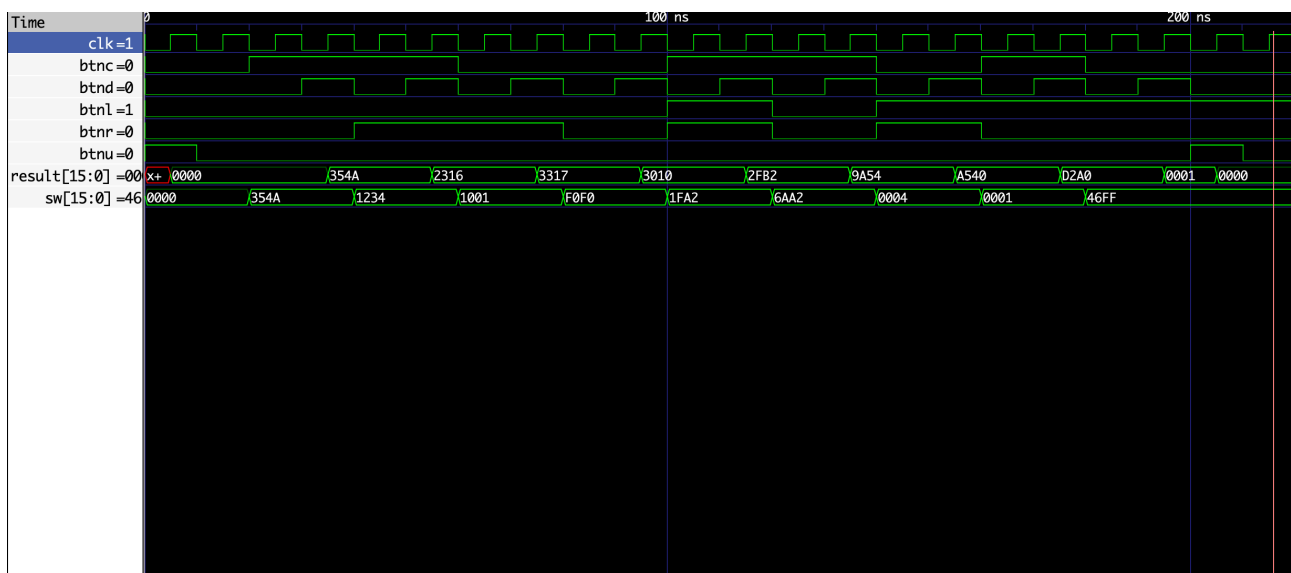 Time 0 100 ns 200 ns
clk=1
btnc=0
btnd=0
btnl=1
btnr=0
btnu=0
result[15:0] =00 x+ 0000 354A 2316 3317 3010 2FB2 9A54 A540 D2A0 0001 0000
sw[15:0] =46 0000 354A 1234 1001 F0F0 1FA2 6AA2 0004 0001 46FF